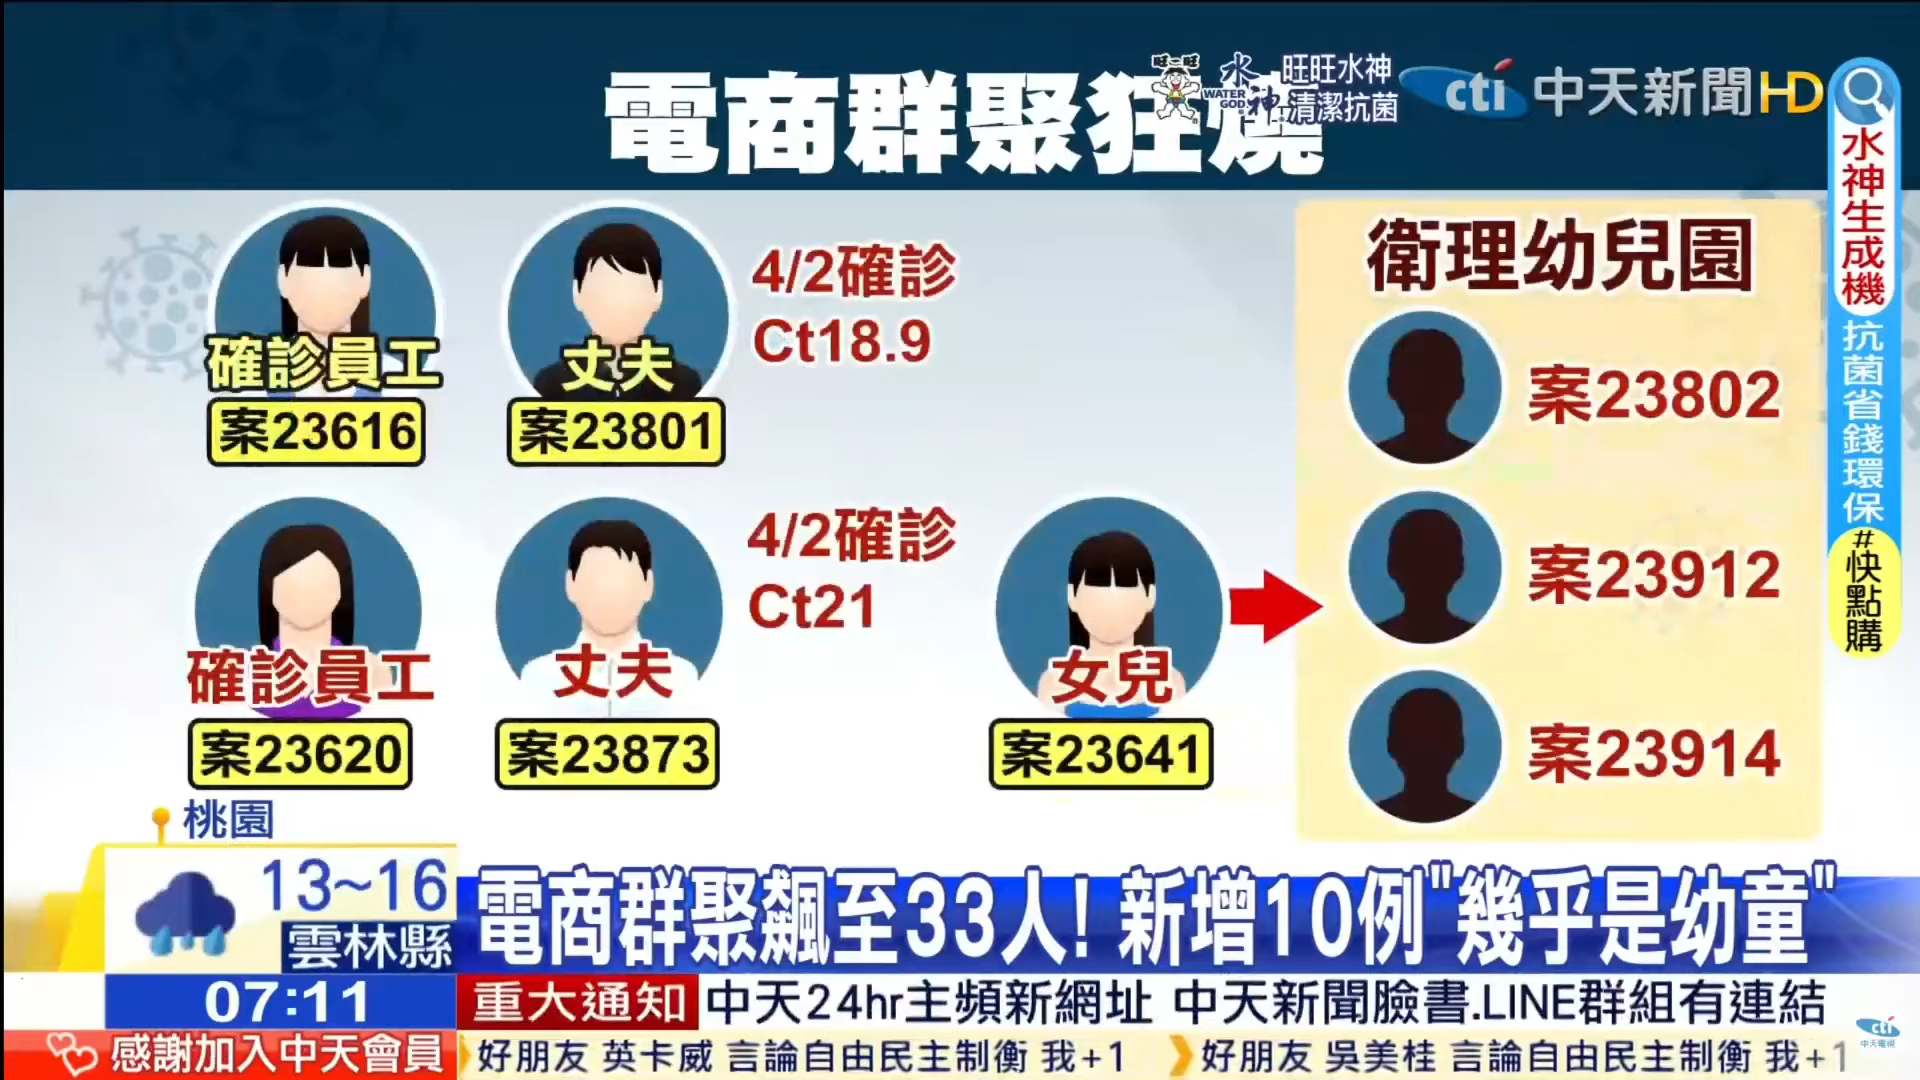 電商群聚狂燒
旺旺
水神
WATER GOD
旺旺水神
清潔抗菌
cti 中天新聞HD
水神生成機
抗菌省錢環保
#快點購
確診員工
案23616
丈夫
案23801
4/2確診
Ct18.9
確診員工
案23620
丈夫
案23873
4/2確診
Ct21
女兒
案23641
衛理幼兒園
案23802
案23912
案23914
桃園
13~16
雲林縣
07:11
電商群聚飆至33人! 新增10例"幾乎是幼童"
重大通知 中天24hr主頻新網址 中天新聞臉書.LINE群組有連結
感謝加入中天會員 好朋友 英卡威 言論自由民主制衡 我+1 好朋友 吳美桂 言論自由民主制衡 我+1
cti
中天電視